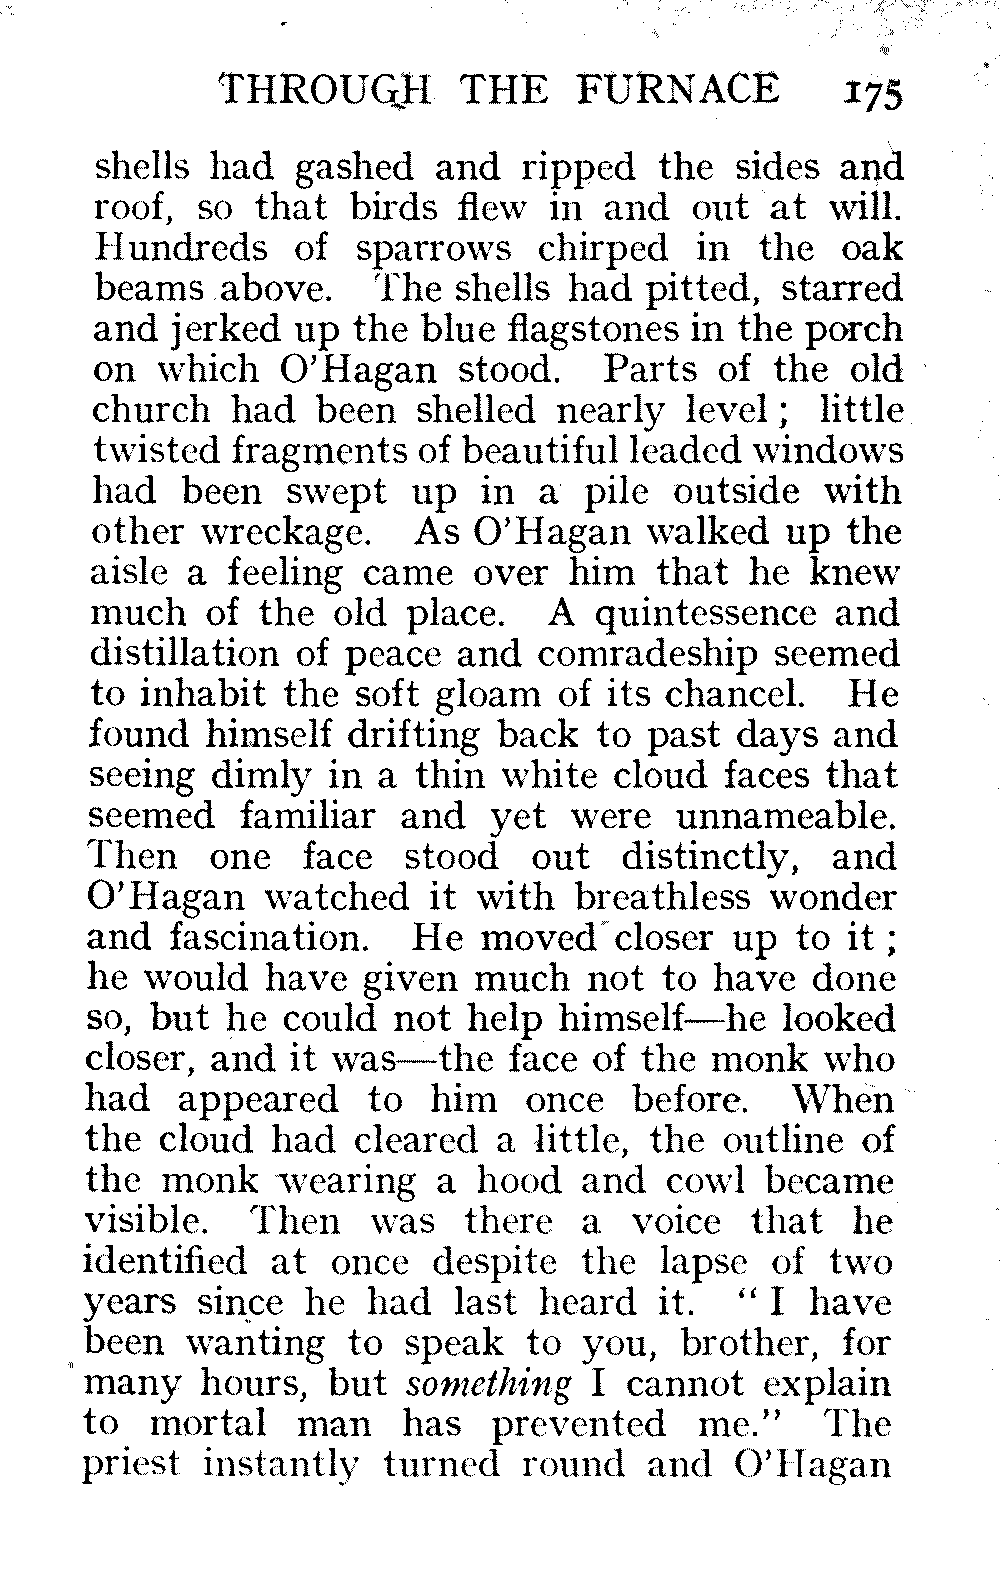 THROUGH THE FURNACE 175
shells had gashed and ripped the sides and
roof, so that birds flew in and out at will.
Hundreds of sparrows chirped in the oak
beams above. The shells had pitted, starred
and jerked up the blue flagstones in the porch
on which O'Hagan stood. Parts of the old
church had been shelled nearly level; little
twisted fragments of beautiful leaded windows
had been swept up in a pile outside with
other wreckage. As O'Hagan walked up the
aisle a feeling came over him that he knew
much of the old place. A quintessence and
distillation of peace and comradeship seemed
to inhabit the soft gloam of its chancel. He
found himself drifting back to past days and
seeing dimly in a thin white cloud faces that
seemed familiar and yet were unnameable.
Then one face stood out distinctly, and
O'Hagan watched it with breathless wonder
and fascination. He moved closer up to it;
he would have given much not to have done
so, but he could not help himself—he looked
closer, and it was—the face of the monk who
had appeared to him once before. When
the cloud had cleared a little, the outline of
the monk wearing a hood and cowl became
visible. Then was there a voice that he
identified at once despite the lapse of two
years since he had last heard it. "I have
been wanting to speak to you, brother, for
many hours, but something I cannot explain
to mortal man has prevented me." The
priest instantly turned round and O'Hagan